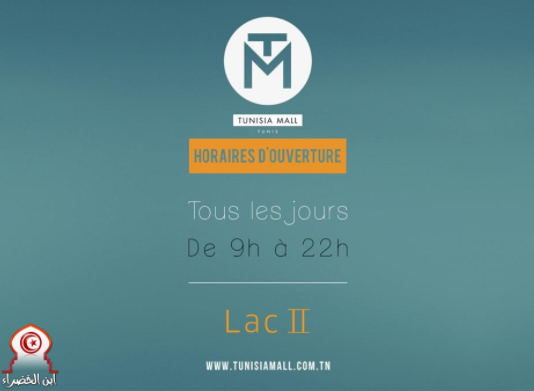 TM
TUNISIA MALL
TUNIS
HORAIRES D'OUVERTURE
Tous les jours
De 9h à 22h
Lac II
WWW.TUNISIAMALL.COM.TN
ابن الخضراء